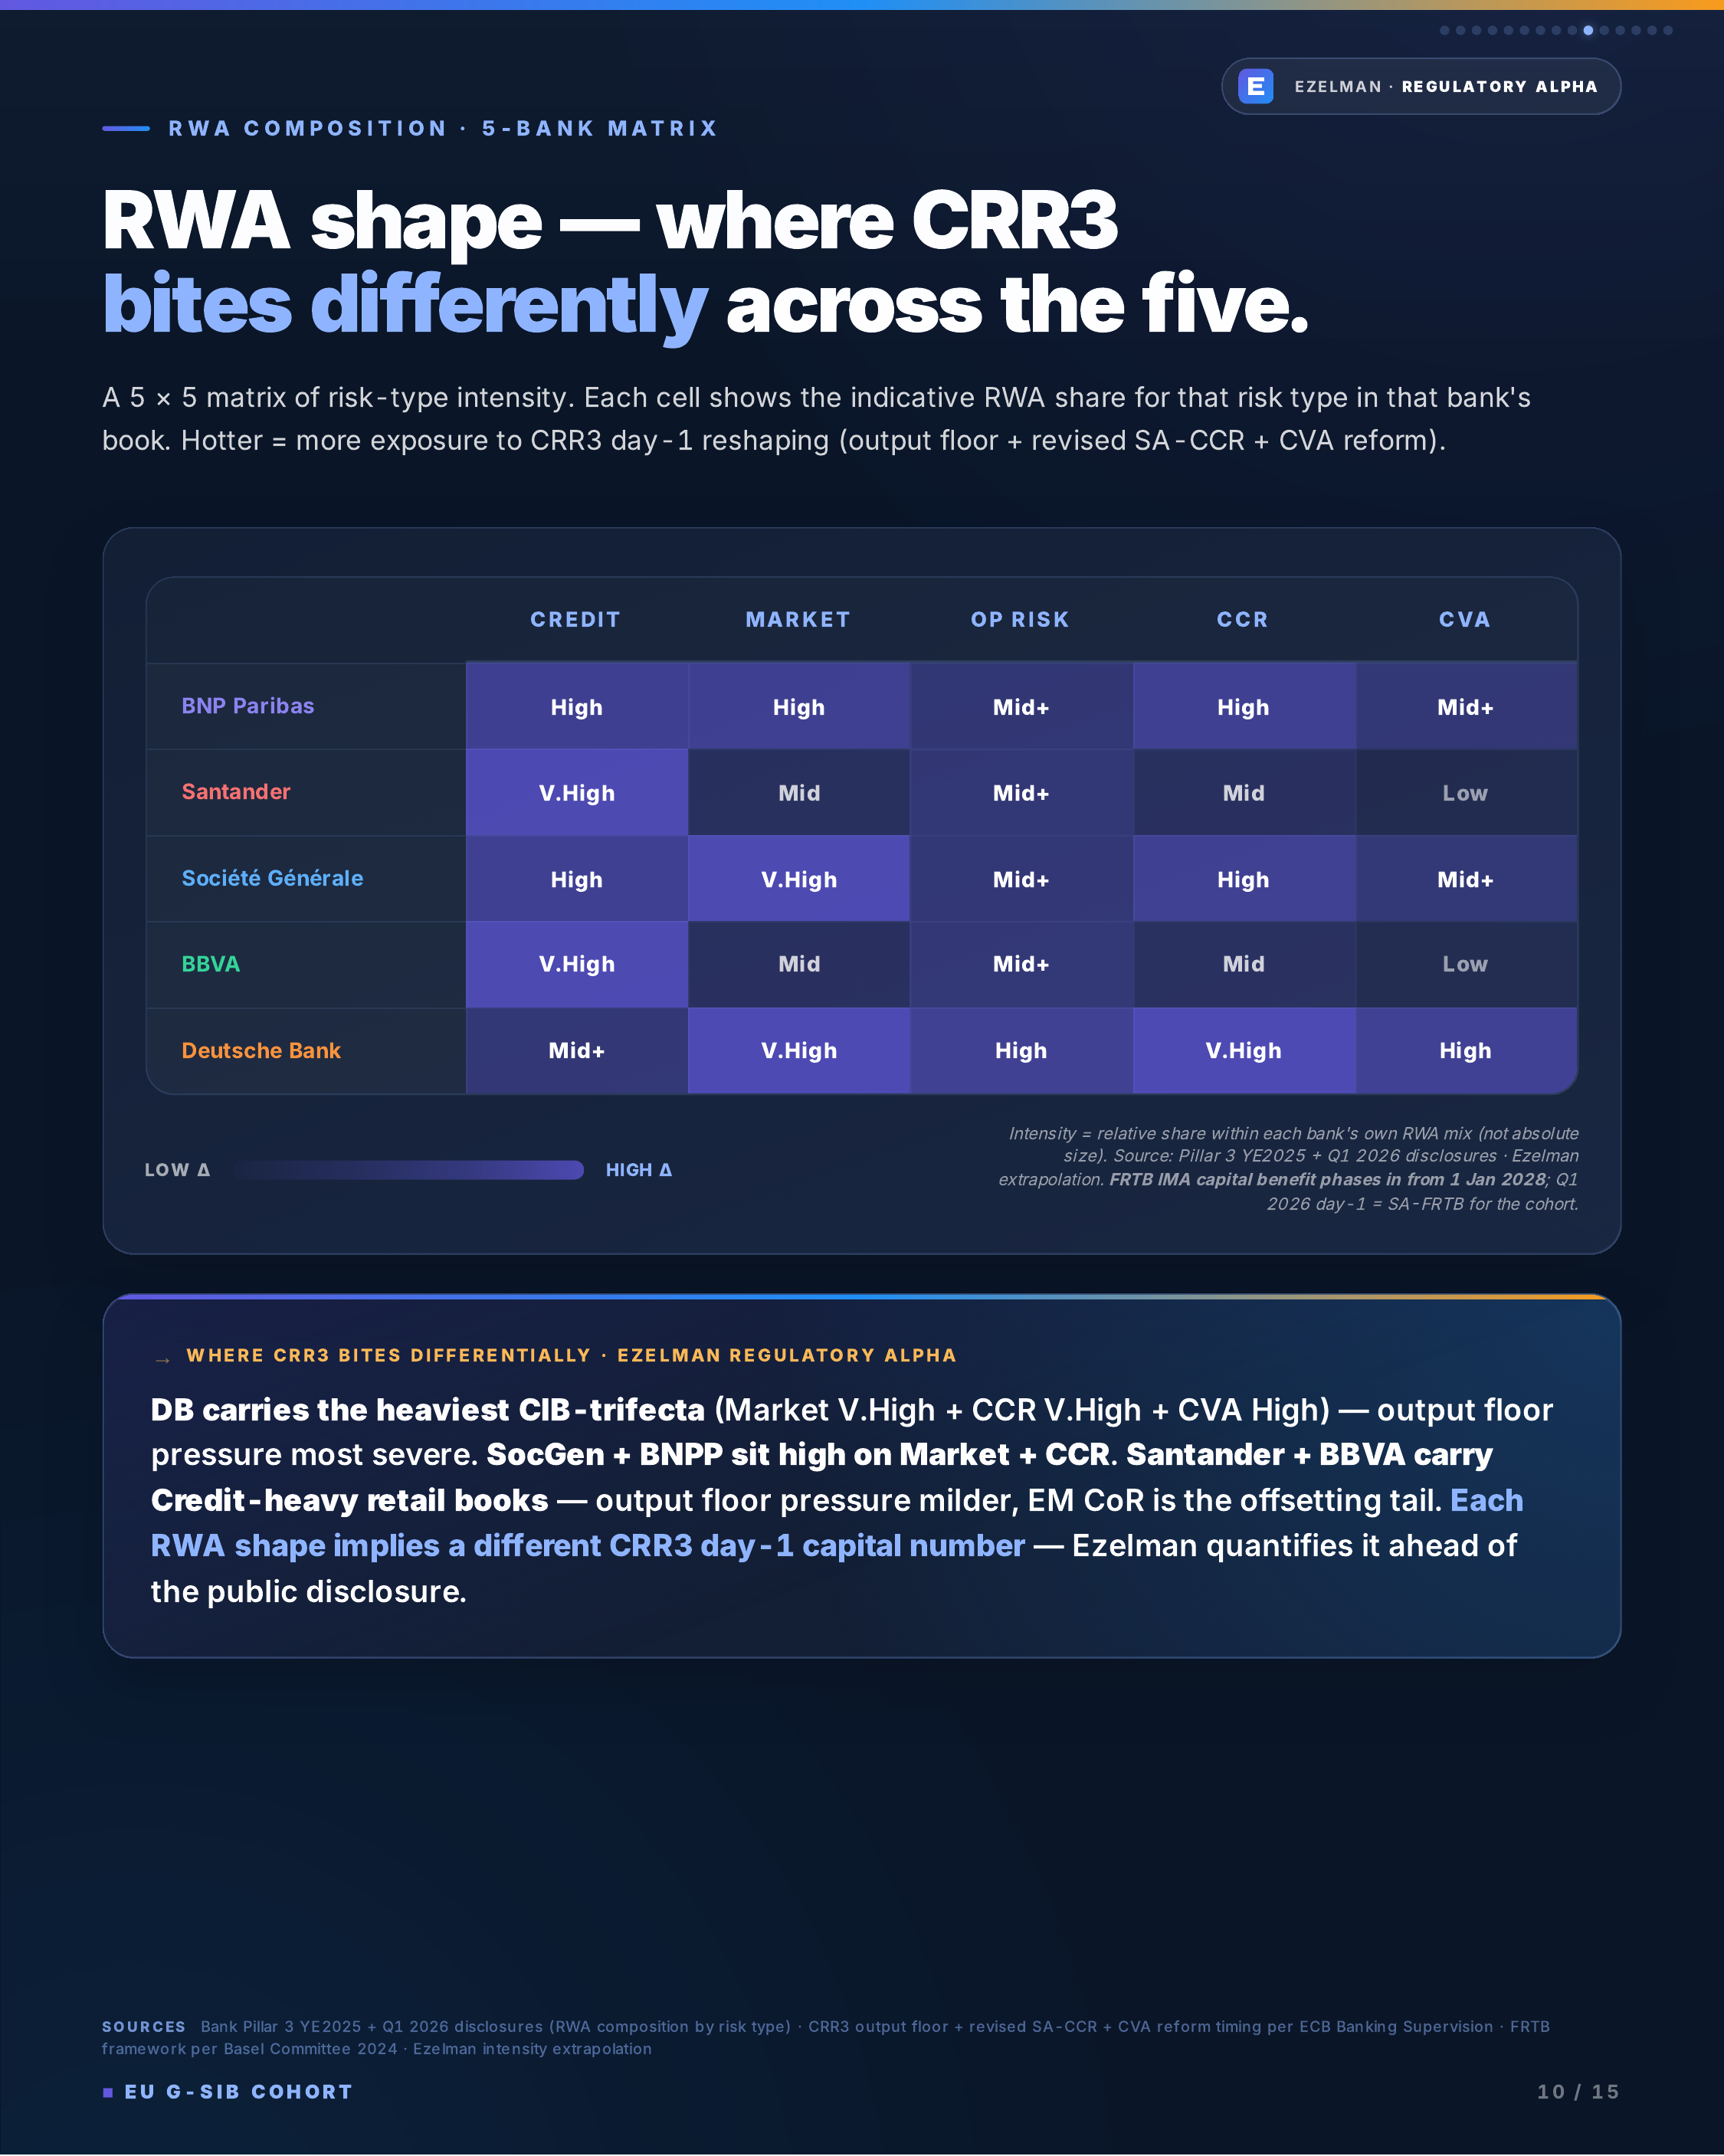 E EZELMAN · REGULATORY ALPHA
RWA COMPOSITION · 5-BANK MATRIX
RWA shape — where CRR3
bites differently across the five.
A 5 × 5 matrix of risk-type intensity. Each cell shows the indicative RWA share for that risk type in that bank's
book. Hotter = more exposure to CRR3 day-1 reshaping (output floor + revised SA-CCR + CVA reform).
CREDIT MARKET OP RISK CCR CVA
BNP Paribas High High Mid+ High Mid+
Santander V.High Mid Mid+ Mid Low
Société Générale High V.High Mid+ High Mid+
BBVA V.High Mid Mid+ Mid Low
Deutsche Bank Mid+ V.High High V.High High
LOW Δ HIGH Δ
Intensity = relative share within each bank's own RWA mix (not absolute
size). Source: Pillar 3 YE2025 + Q1 2026 disclosures · Ezelman
extrapolation. FRTB IMA capital benefit phases in from 1 Jan 2028; Q1
2026 day-1 = SA-FRTB for the cohort.
→ WHERE CRR3 BITES DIFFERENTIALLY · EZELMAN REGULATORY ALPHA
DB carries the heaviest CIB-trifecta (Market V.High + CCR V.High + CVA High) — output floor
pressure most severe. SocGen + BNPP sit high on Market + CCR. Santander + BBVA carry
Credit-heavy retail books — output floor pressure milder, EM CoR is the offsetting tail. Each
RWA shape implies a different CRR3 day-1 capital number — Ezelman quantifies it ahead of
the public disclosure.
SOURCES Bank Pillar 3 YE2025 + Q1 2026 disclosures (RWA composition by risk type) · CRR3 output floor + revised SA-CCR + CVA reform timing per ECB Banking Supervision · FRTB
framework per Basel Committee 2024 · Ezelman intensity extrapolation
EU G-SIB COHORT
10 / 15